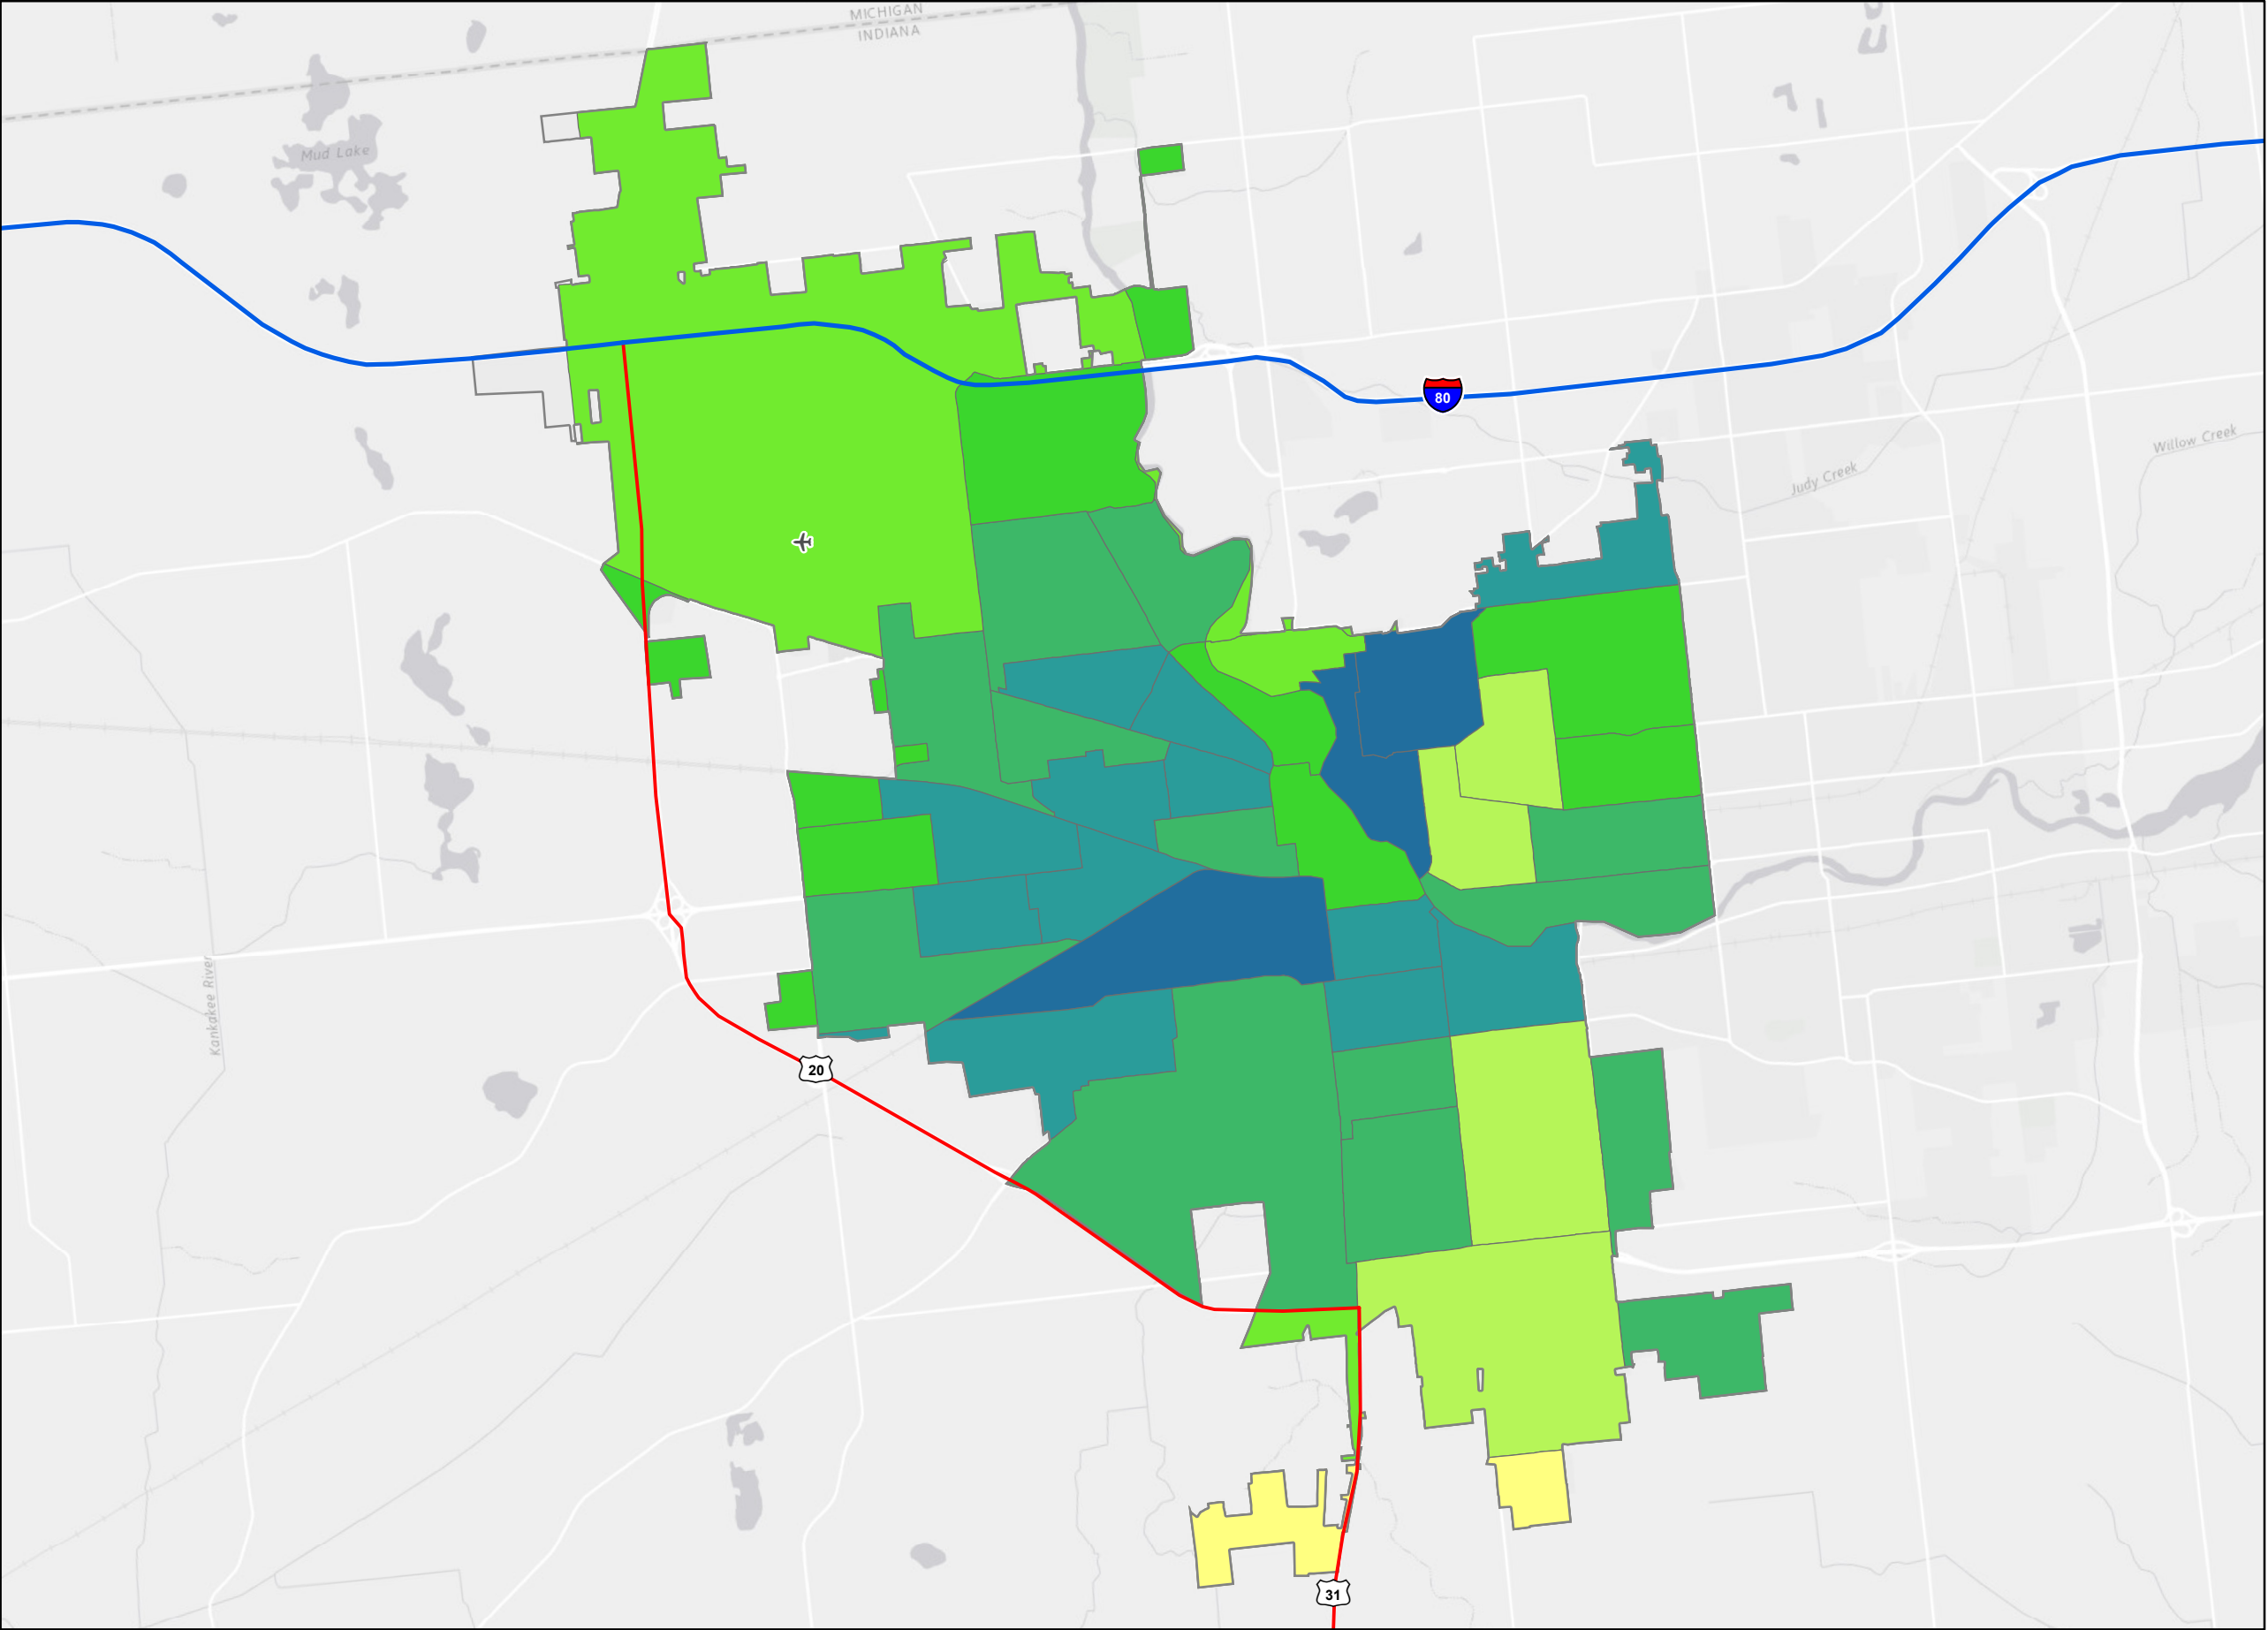 MICHIGAN
INDIANA
Mud Lake
80
Willow Creek
Judy Creek
Kankakee River
20
31